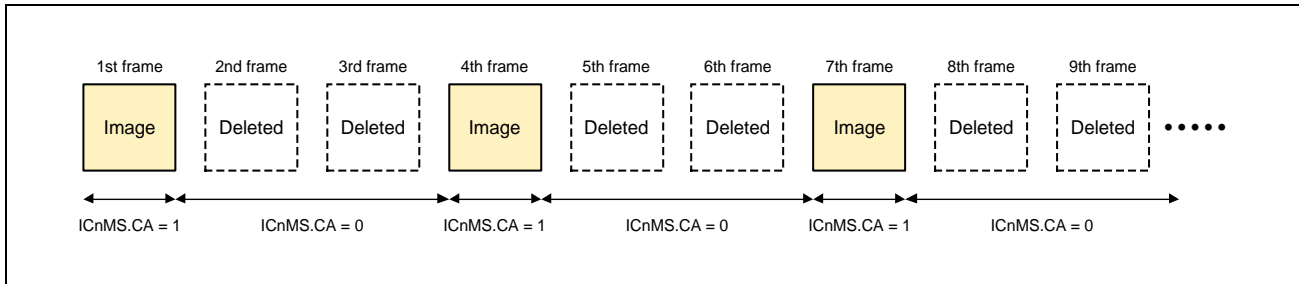 1st frame 2nd frame 3rd frame 4th frame 5th frame 6th frame 7th frame 8th frame 9th frame
Image Deleted Deleted Image Deleted Deleted Image Deleted Deleted •••••
ICnMS.CA = 1 ICnMS.CA = 0 ICnMS.CA = 1 ICnMS.CA = 0 ICnMS.CA = 1 ICnMS.CA = 0